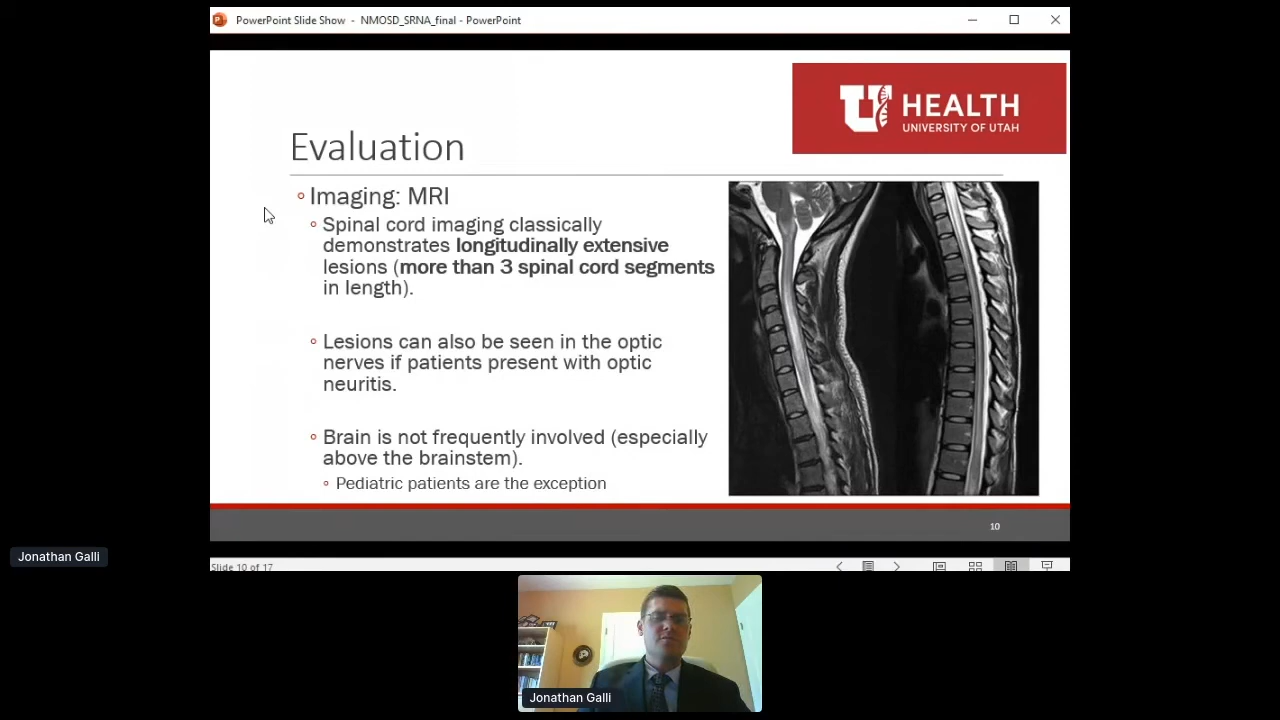 PowerPoint Slide Show - NMOSD_SRNA_final - PowerPoint
U HEALTH
UNIVERSITY OF UTAH
Evaluation
Imaging: MRI
Spinal cord imaging classically
demonstrates longitudinally extensive
lesions (more than 3 spinal cord segments
in length).
Lesions can also be seen in the optic
nerves if patients present with optic
neuritis.
Brain is not frequently involved (especially
above the brainstem).
Pediatric patients are the exception
10
Jonathan Galli
Slide 10 of 17
Jonathan Galli